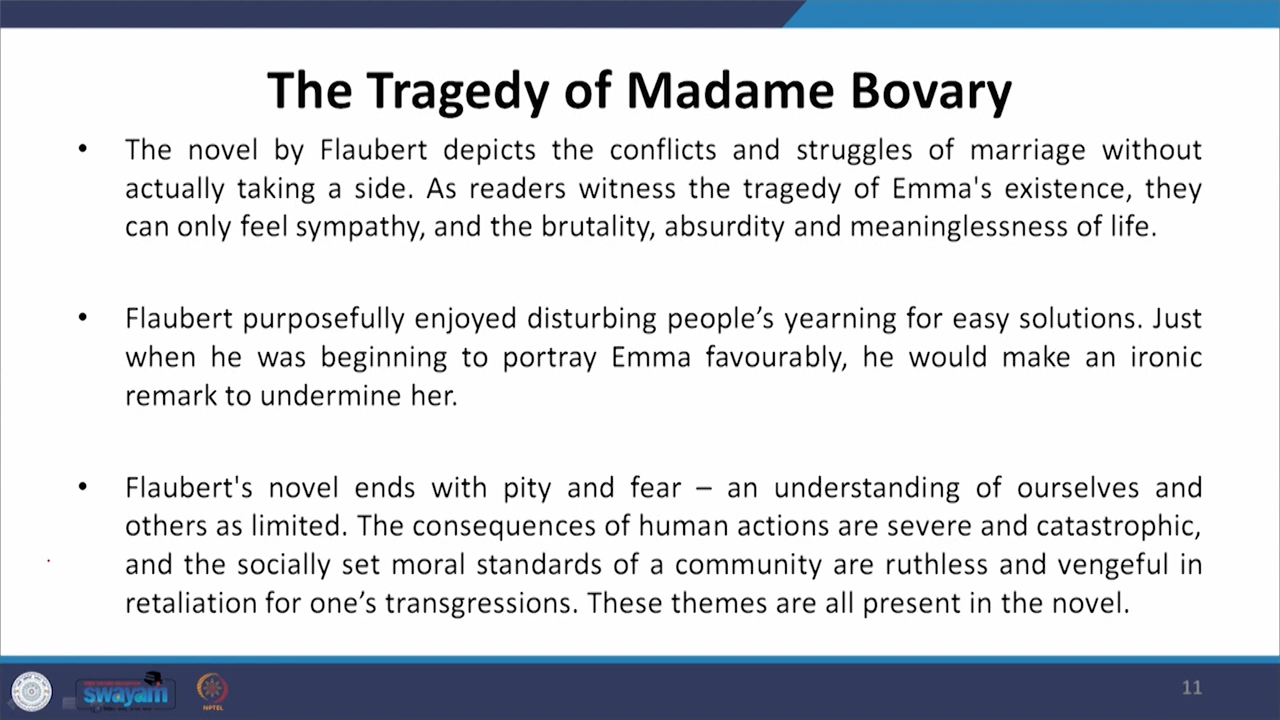 The Tragedy of Madame Bovary
• The novel by Flaubert depicts the conflicts and struggles of marriage without
actually taking a side. As readers witness the tragedy of Emma's existence, they
can only feel sympathy, and the brutality, absurdity and meaninglessness of life.
• Flaubert purposefully enjoyed disturbing people’s yearning for easy solutions. Just
when he was beginning to portray Emma favourably, he would make an ironic
remark to undermine her.
• Flaubert's novel ends with pity and fear – an understanding of ourselves and
others as limited. The consequences of human actions are severe and catastrophic,
and the socially set moral standards of a community are ruthless and vengeful in
retaliation for one’s transgressions. These themes are all present in the novel.
swayam
NPTEL
11